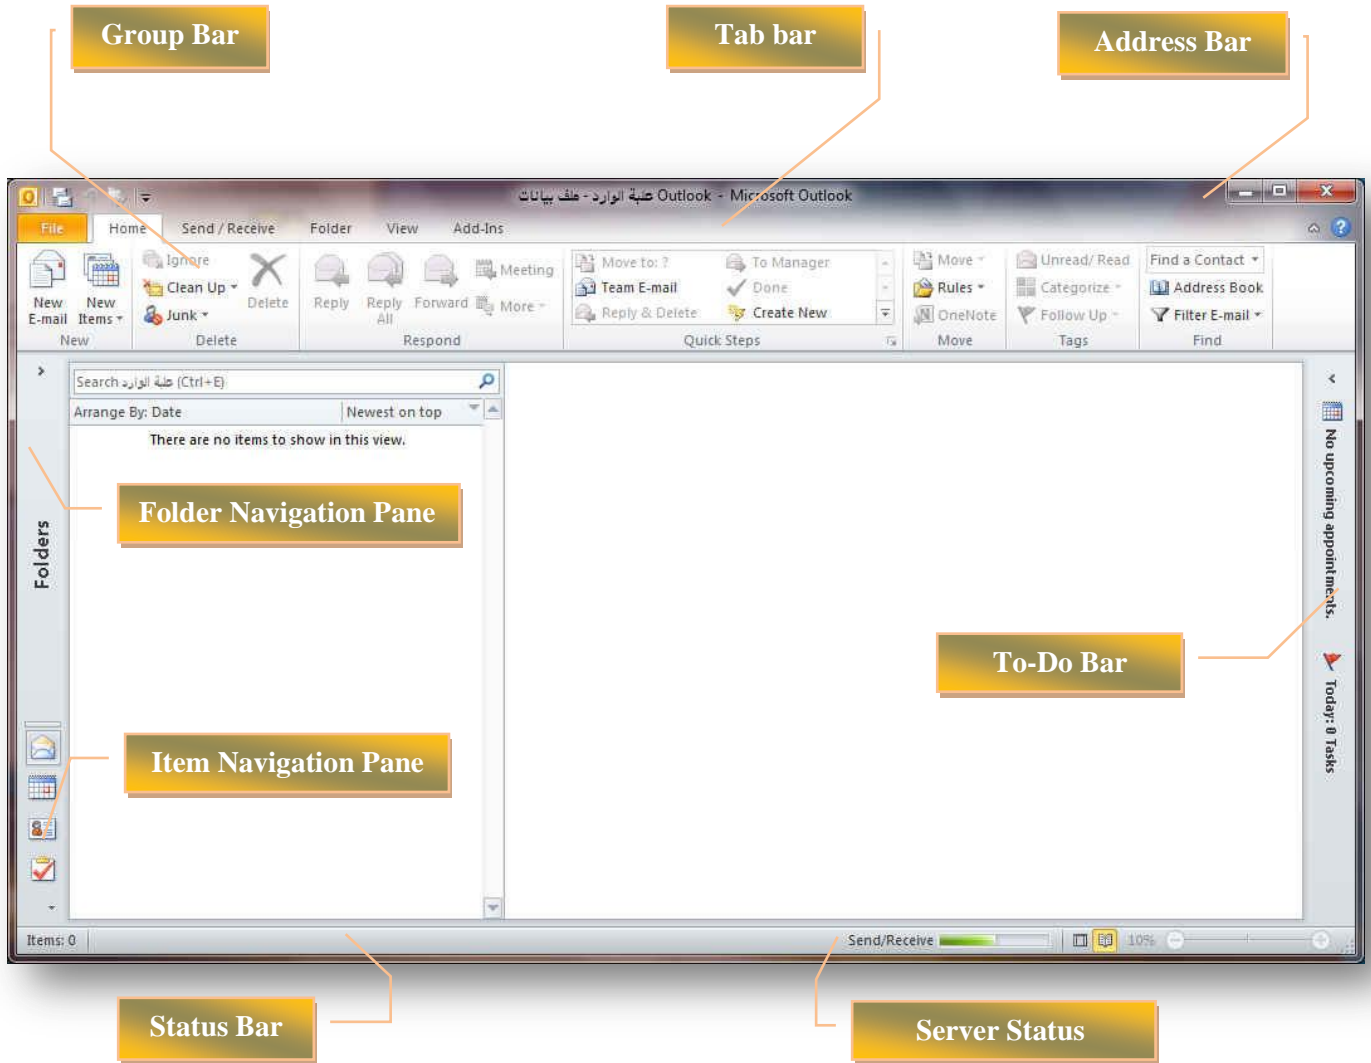 Group Bar
Tab bar
Address Bar
علبة الوارد - ملف بيانات Outlook - Microsoft Outlook
File Home Send / Receive Folder View Add-Ins
New E-mail
New Items
New
Ignore
Clean Up
Junk
Delete
Delete
Reply
Reply All
Forward
Meeting
More
Respond
Move to: ?
Team E-mail
Reply & Delete
To Manager
Done
Create New
Quick Steps
Move
Rules
OneNote
Move
Unread/ Read
Categorize
Follow Up
Tags
Find a Contact
Address Book
Filter E-mail
Find
Search علبة الوارد (Ctrl+E)
Arrange By: Date Newest on top
There are no items to show in this view.
Folder Navigation Pane
Folders
No upcoming appointments.
To-Do Bar
Today: 0 Tasks
Item Navigation Pane
Items: 0
Send/Receive
10%
Status Bar
Server Status